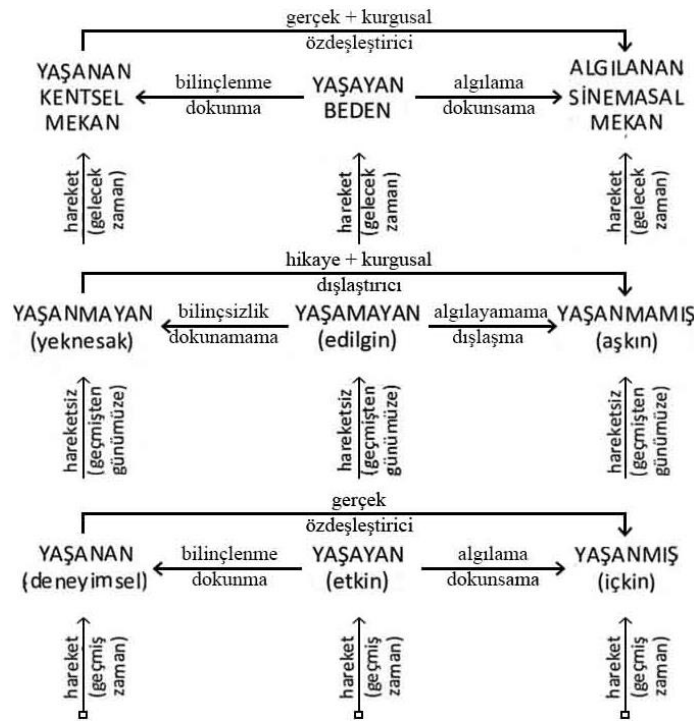 gerçek + kurgusal
özdeşleştirici
YAŞANAN
KENTSEL
MEKAN
bilinçlenme
dokunma
YAŞAYAN
BEDEN
algılama
dokunsama
ALGILANAN
SİNEMASAL
MEKAN
hareket
(gelecek
zaman)
hareket
(gelecek
zaman)
hareket
(gelecek
zaman)
hikaye + kurgusal
dışlaştırıcı
YAŞANMAYAN
(yeknesak)
bilinçsizlik
dokunamama
YAŞAMAYAN
(edilgin)
algılayamama
dışlaşma
YAŞANMAMIŞ
(aşkın)
hareketsiz
(geçmişten
günümüze)
hareketsiz
(geçmişten
günümüze)
hareketsiz
(geçmişten
günümüze)
gerçek
özdeşleştirici
YAŞANAN
(deneyimsel)
bilinçlenme
dokunma
YAŞAYAN
(etkin)
algılama
dokunsama
YAŞANMIŞ
(içkin)
hareket
(geçmiş
zaman)
hareket
(geçmiş
zaman)
hareket
(geçmiş
zaman)